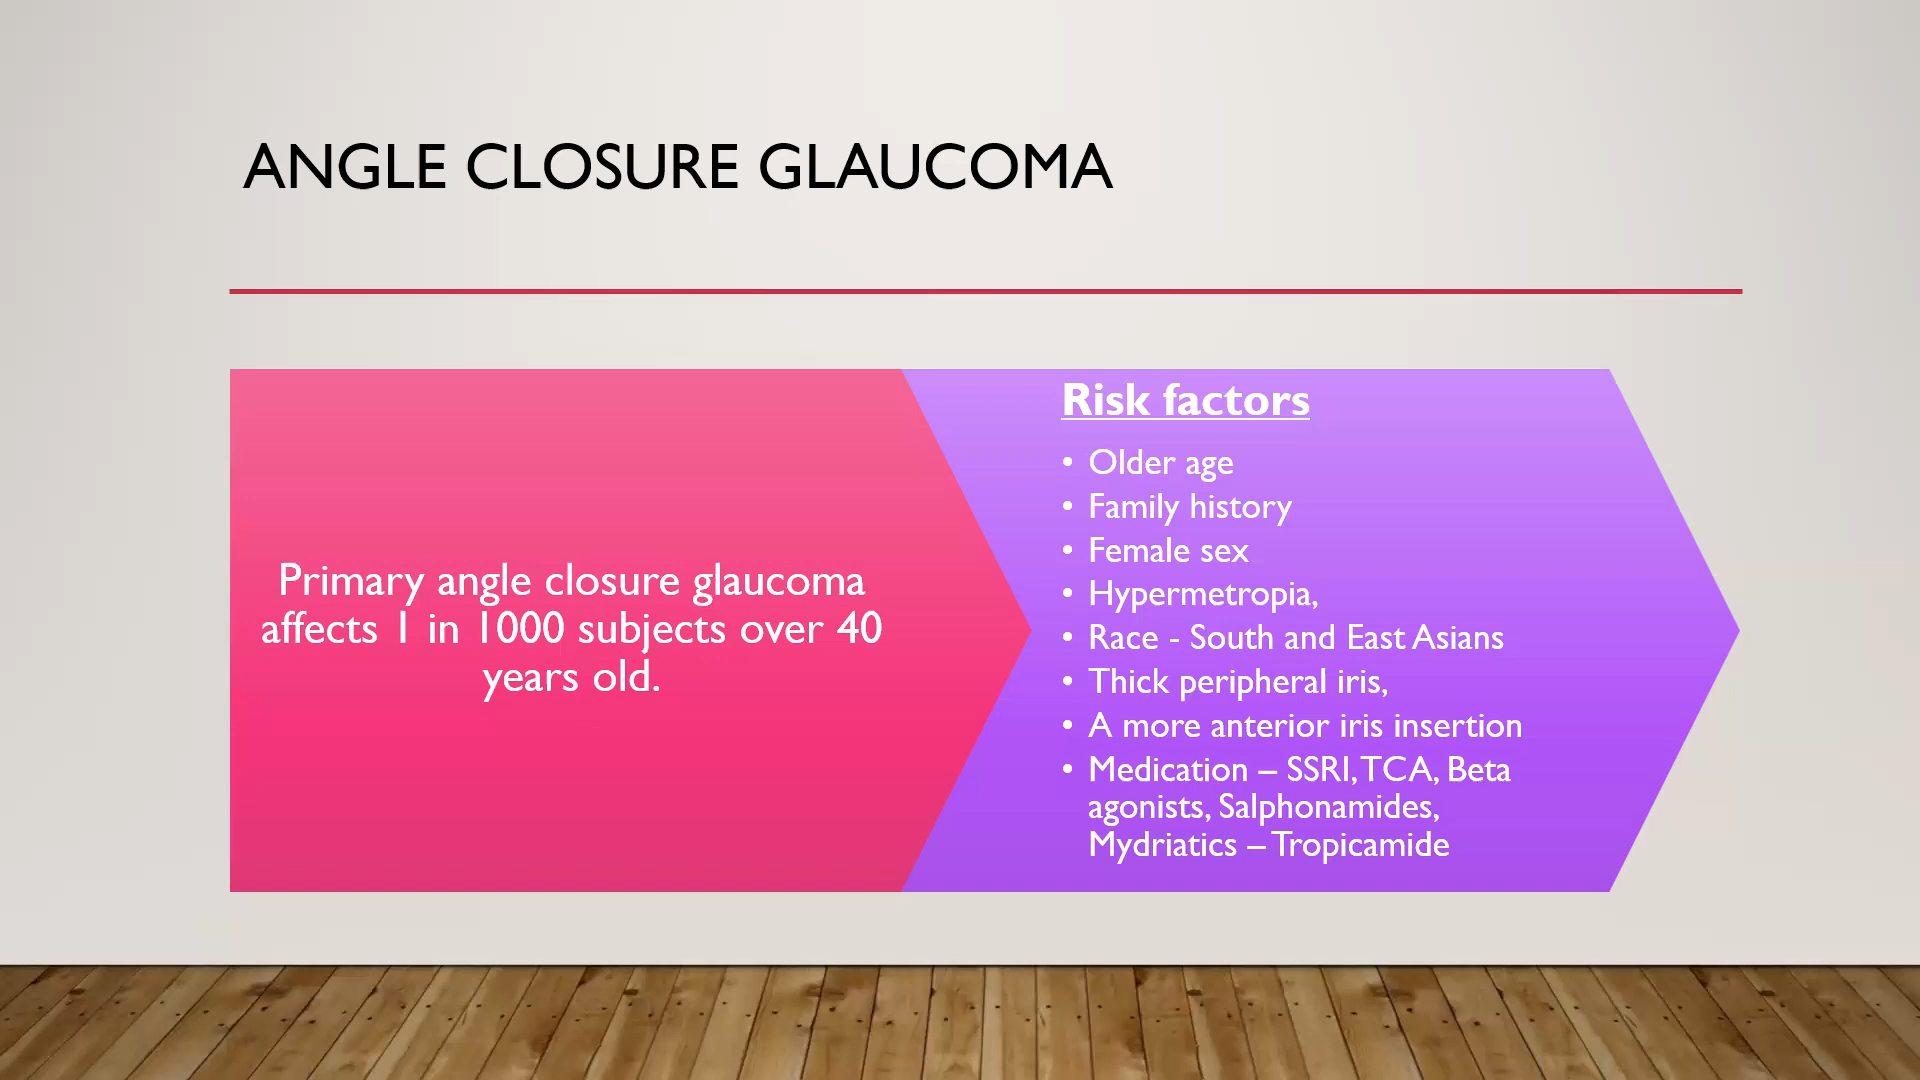 ANGLE CLOSURE GLAUCOMA
Primary angle closure glaucoma
affects 1 in 1000 subjects over 40
years old.
Risk factors
• Older age
• Family history
• Female sex
• Hypermetropia,
• Race - South and East Asians
• Thick peripheral iris,
• A more anterior iris insertion
• Medication – SSRI, TCA, Beta
agonists, Salphonamides,
Mydriatics – Tropicamide